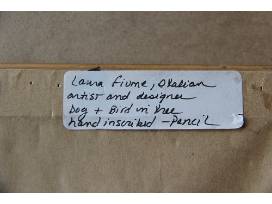 Laura Fiume, Italian
artist and designer
Dog + Bird in tree
hand inscribed - Pencil